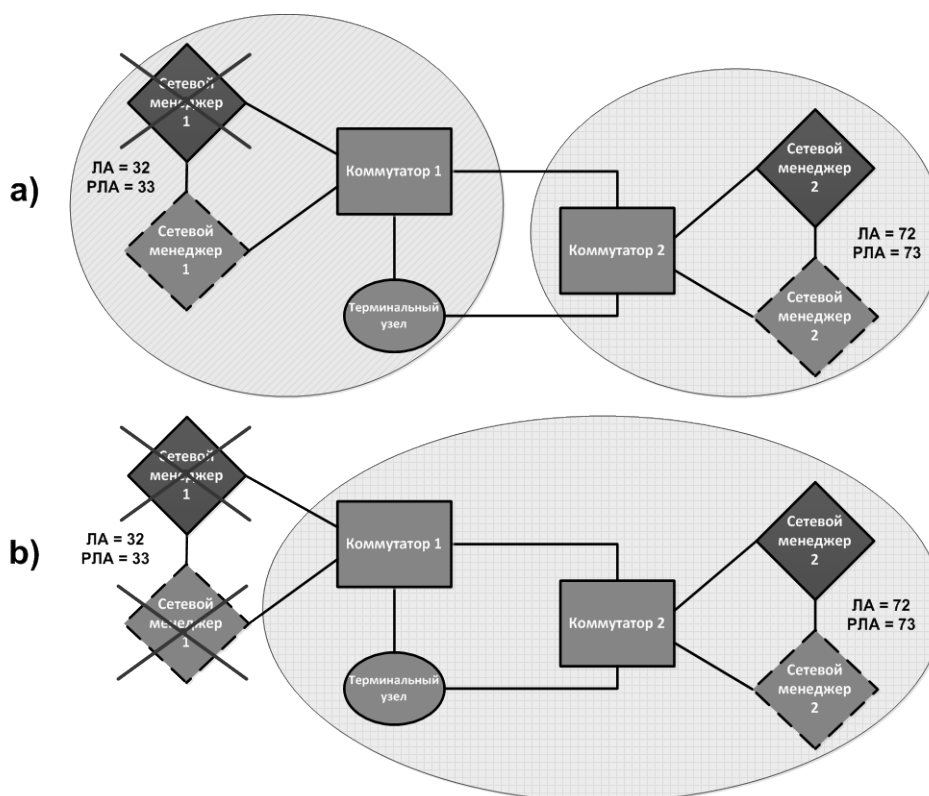 a)
Сетевой
менеджер
1
ЛА = 32
РЛА = 33
Сетевой
менеджер
1
Коммутатор 1
Терминальный
узел
Коммутатор 2
Сетевой
менеджер
2
ЛА = 72
РЛА = 73
Сетевой
менеджер
2
b)
Сетевой
менеджер
1
ЛА = 32
РЛА = 33
Сетевой
менеджер
1
Коммутатор 1
Терминальный
узел
Коммутатор 2
Сетевой
менеджер
2
ЛА = 72
РЛА = 73
Сетевой
менеджер
2